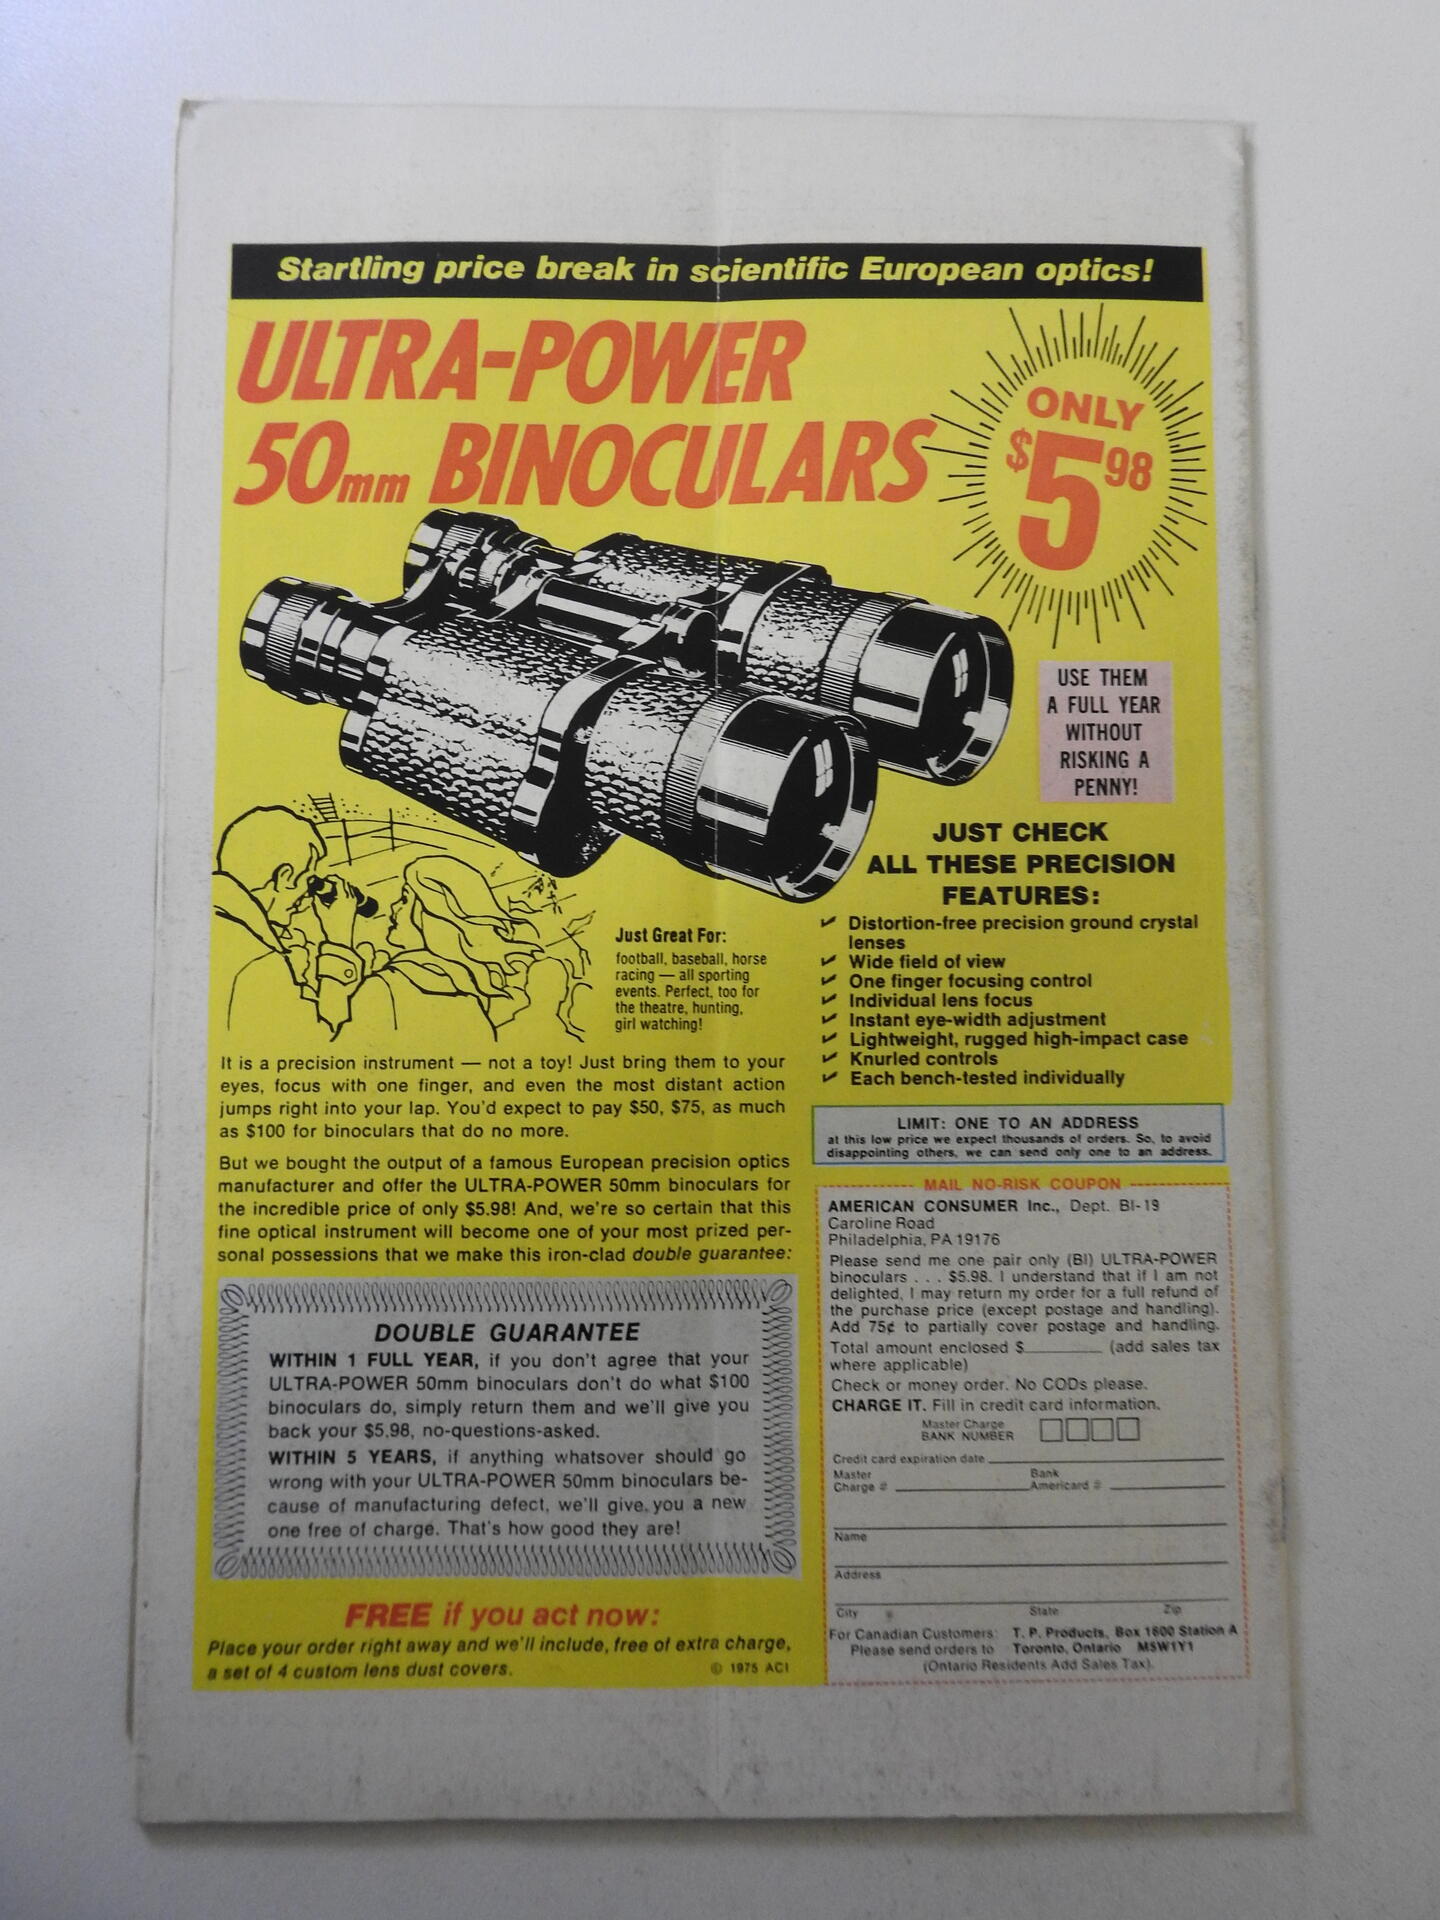 Startling price break in scientific European optics!
ULTRA-POWER
50mm BINOCULARS
ONLY
$5 98
USE THEM
A FULL YEAR
WITHOUT
RISKING A
PENNY!
JUST CHECK
ALL THESE PRECISION
FEATURES:
✔ Distortion-free precision ground crystal
lenses
✔ Wide field of view
✔ One finger focusing control
✔ Individual lens focus
✔ Instant eye-width adjustment
✔ Lightweight, rugged high-impact case
✔ Knurled controls
✔ Each bench-tested individually
Just Great For:
football, baseball, horse
racing — all sporting
events. Perfect, too for
the theatre, hunting,
girl watching!
It is a precision instrument — not a toy! Just bring them to your
eyes, focus with one finger, and even the most distant action
jumps right into your lap. You'd expect to pay $50, $75, as much
as $100 for binoculars that do no more.
But we bought the output of a famous European precision optics
manufacturer and offer the ULTRA-POWER 50mm binoculars for
the incredible price of only $5.98! And, we're so certain that this
fine optical instrument will become one of your most prized per-
sonal possessions that we make this iron-clad double guarantee:
DOUBLE GUARANTEE
WITHIN 1 FULL YEAR, if you don't agree that your
ULTRA-POWER 50mm binoculars don't do what $100
binoculars do, simply return them and we'll give you
back your $5.98, no-questions-asked.
WITHIN 5 YEARS, if anything whatsover should go
wrong with your ULTRA-POWER 50mm binoculars be-
cause of manufacturing defect, we'll give you a new
one free of charge. That's how good they are!
FREE if you act now:
Place your order right away and we'll include, free of extra charge,
a set of 4 custom lens dust covers.
© 1975 ACI
LIMIT: ONE TO AN ADDRESS
at this low price we expect thousands of orders. So, to avoid
disappointing others, we can send only one to an address.
MAIL NO-RISK COUPON
AMERICAN CONSUMER Inc., Dept. BI-19
Caroline Road
Philadelphia, PA 19176
Please send me one pair only (BI) ULTRA-POWER
binoculars . . . $5.98. I understand that if I am not
delighted, I may return my order for a full refund of
the purchase price (except postage and handling).
Add 75¢ to partially cover postage and handling.
Total amount enclosed $________ (add sales tax
where applicable)
Check or money order. No CODs please.
CHARGE IT. Fill in credit card information.
Master Charge
BANK NUMBER
Credit card expiration date
Master
Charge #
Bank
Americard #
Name
Address
City State Zip
For Canadian Customers: T. P. Products, Box 1600 Station A
Please send orders to Toronto, Ontario M5W1Y1
(Ontario Residents Add Sales Tax).